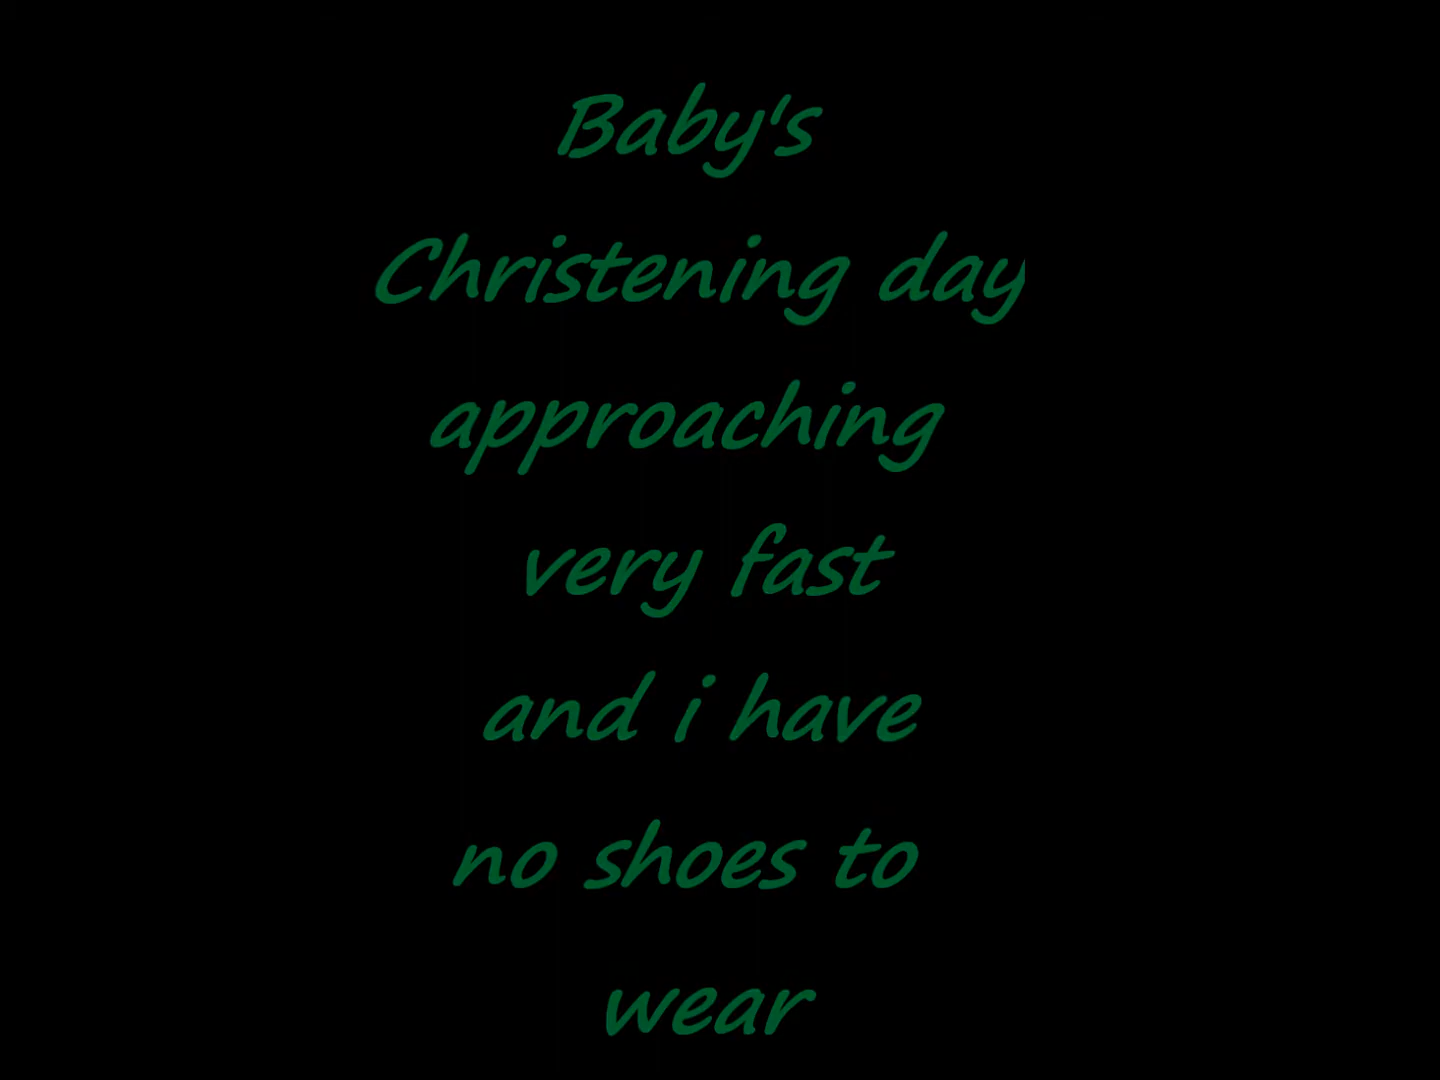 Baby's
Christening day
approaching
very fast
and i have
no shoes to
wear